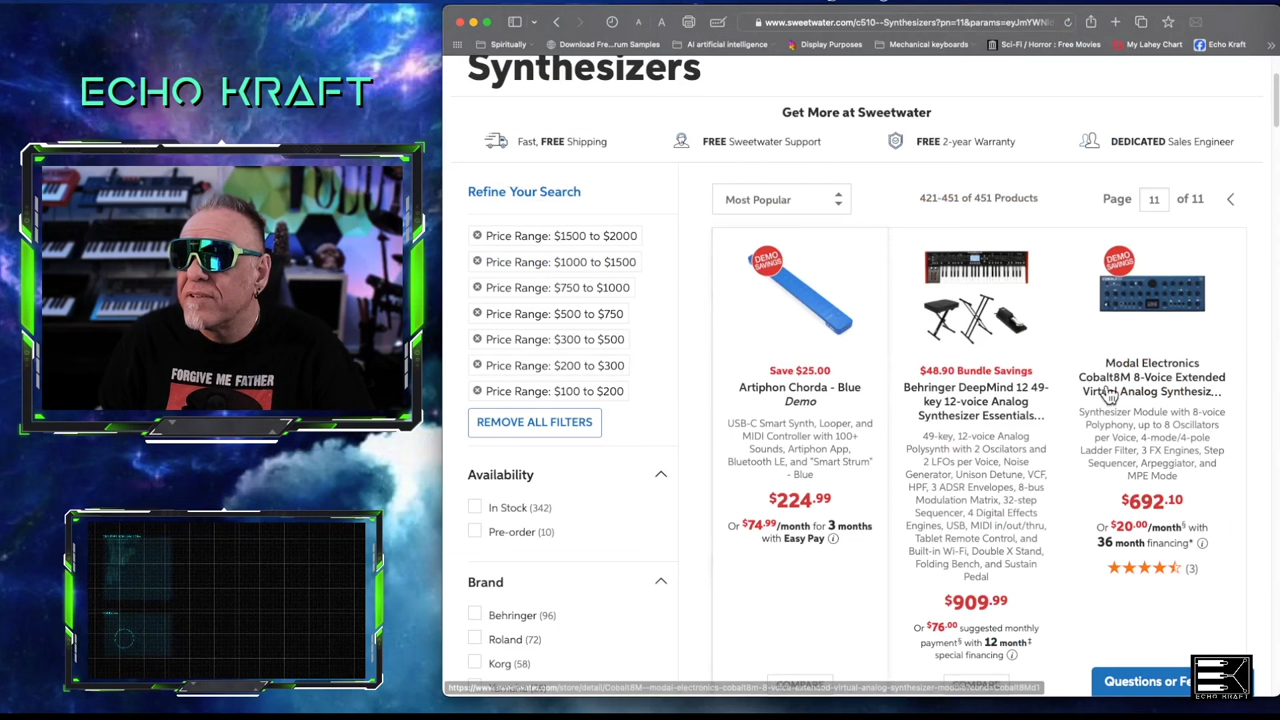 ECHO KRAFT
FORGIVE ME FATHER
www.sweetwater.com/c510--Synthesizers?pn=11&params=eyJmYWNl
Spiritually
Download Fre...rum Samples
AI artificial intelligence
Display Purposes
Mechanical keyboards
Sci-Fi / Horror : Free Movies
My Lahey Chart
Echo Kraft
Synthesizers
Get More at Sweetwater
Fast, FREE Shipping
FREE Sweetwater Support
FREE 2-year Warranty
DEDICATED Sales Engineer
Refine Your Search
Price Range: $1500 to $2000
Price Range: $1000 to $1500
Price Range: $750 to $1000
Price Range: $500 to $750
Price Range: $300 to $500
Price Range: $200 to $300
Price Range: $100 to $200
REMOVE ALL FILTERS
Availability
In Stock (342)
Pre-order (10)
Brand
Behringer (96)
Roland (72)
Korg (58)
Most Popular
421-451 of 451 Products
Page 11 of 11
DEMO SAVINGS
Save $25.00
Artiphon Chorda - Blue
Demo
USB-C Smart Synth, Looper, and
MIDI Controller with 100+
Sounds, Artiphon App,
Bluetooth LE, and "Smart Strum"
- Blue
$224.99
Or $74.99/month for 3 months
with Easy Pay
$48.90 Bundle Savings
Behringer DeepMind 12 49-
key 12-voice Analog
Synthesizer Essentials...
49-key, 12-voice Analog
Polysynth with 2 Oscilators and
2 LFOs per Voice, Noise
Generator, Unison Detune, VCF,
HPF, 3 ADSR Envelopes, 8-bus
Modulation Matrix, 32-step
Sequencer, 4 Digital Effects
Engines, USB, MIDI in/out/thru,
Tablet Remote Control, and
Built-in Wi-Fi, Double X Stand,
Folding Bench, and Sustain
Pedal
$909.99
Or $76.00 suggested monthly
payment§ with 12 month‡
special financing
COMPARE
DEMO SAVINGS
Modal Electronics
Cobalt8M 8-Voice Extended
Virtual Analog Synthesiz...
Synthesizer Module with 8-voice
Polyphony, up to 8 Oscillators
per Voice, 4-mode/4-pole
Ladder Filter, 3 FX Engines, Step
Sequencer, Arpeggiator, and
MPE Mode
$692.10
Or $20.00/month§ with
36 month financing*
(3)
COMPARE
Questions or Fe
ECHO KRAFT